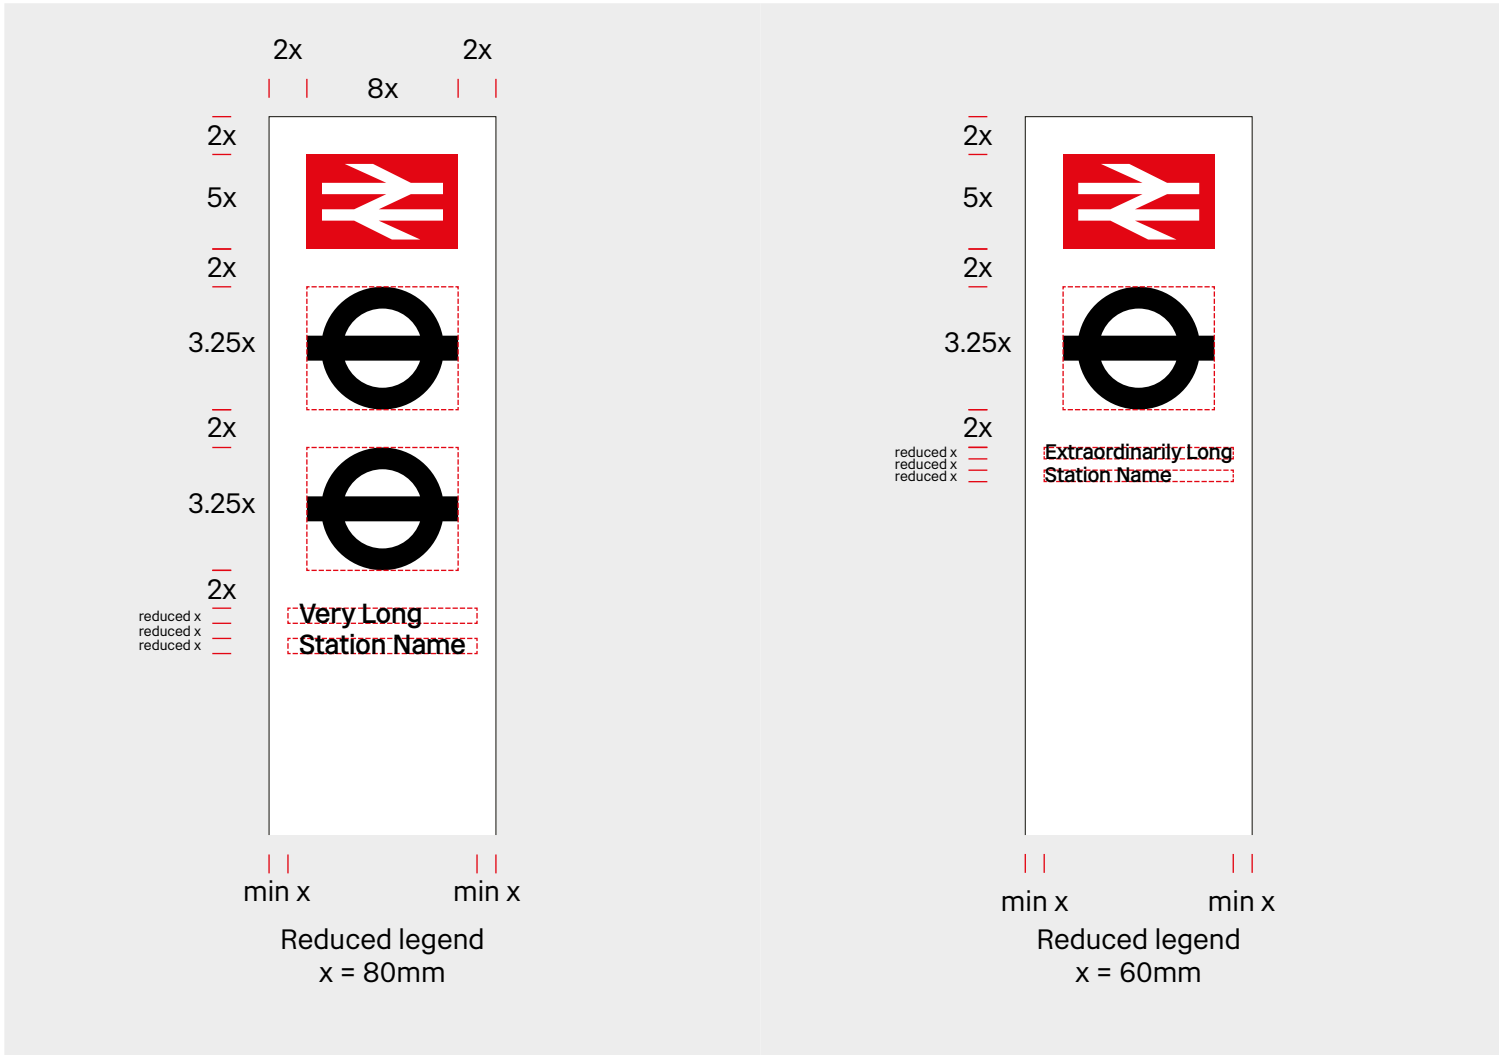 2x 2x
8x
2x
5x
2x
3.25x
2x
3.25x
2x
reduced x
reduced x
reduced x
Very Long
Station Name
min x min x
Reduced legend
x = 80mm
2x
5x
2x
3.25x
2x
reduced x
reduced x
reduced x
Extraordinarily Long
Station Name
min x min x
Reduced legend
x = 60mm